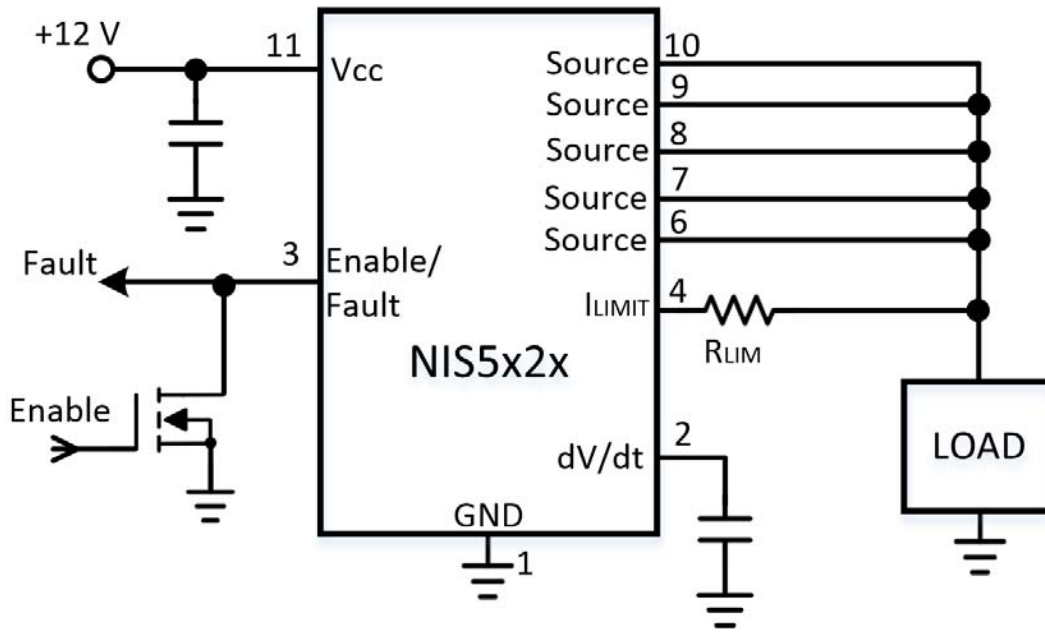 +12 V
11
Vcc
Source
10
Source
9
Source
8
Source
7
Source
6
Fault
3
Enable/
Fault
ILIMIT
4
RLIM
NIS5x2x
Enable
dV/dt
2
LOAD
GND
1